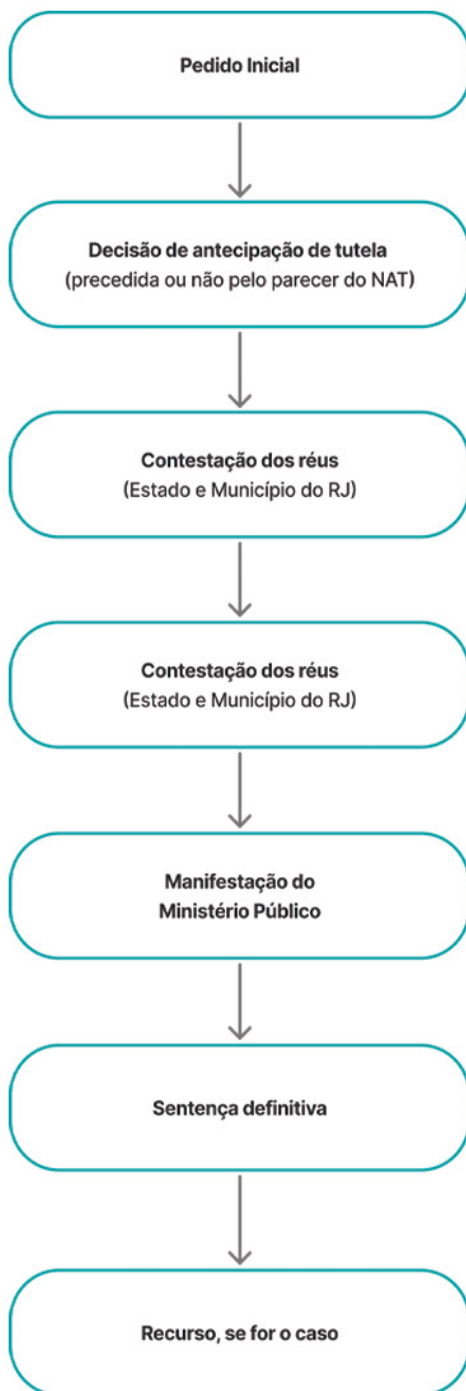 Pedido Inicial
Decisão de antecipação de tutela
(precedida ou não pelo parecer do NAT)
Contestação dos réus
(Estado e Município do RJ)
Contestação dos réus
(Estado e Município do RJ)
Manifestação do
Ministério Público
Sentença definitiva
Recurso, se for o caso